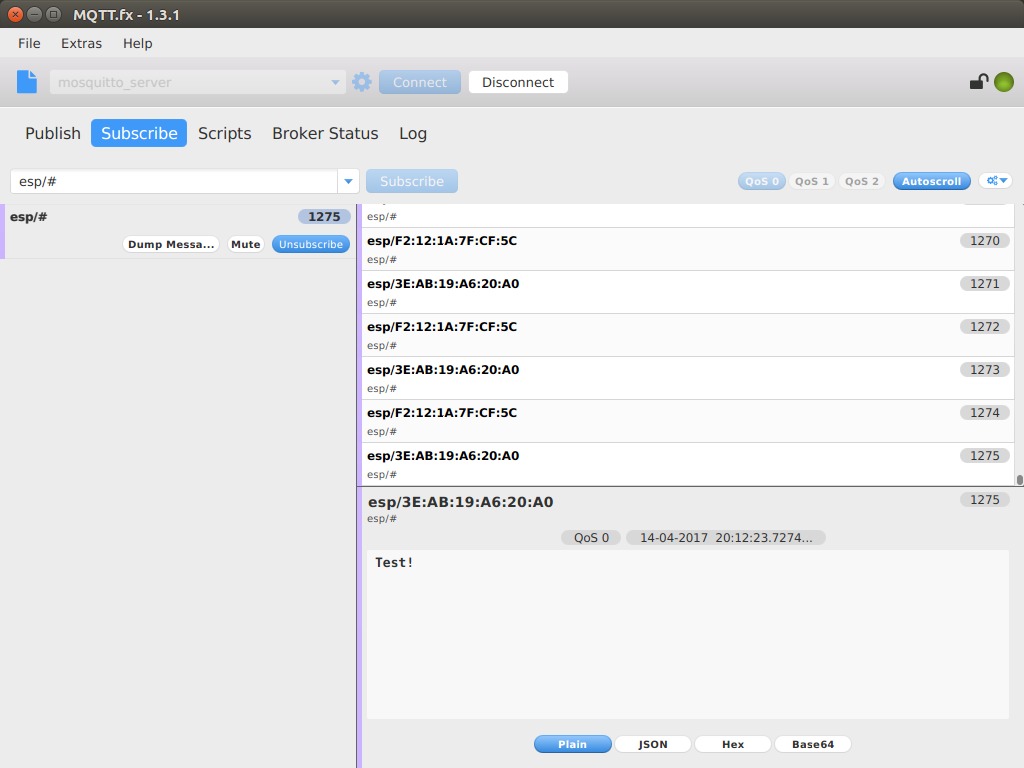 MQTT.fx - 1.3.1
File Extras Help
mosquitto_server Connect Disconnect
Publish Subscribe Scripts Broker Status Log
esp/# Subscribe QoS 0 QoS 1 QoS 2 Autoscroll
esp/# 1275
Dump Messa... Mute Unsubscribe
esp/#
esp/F2:12:1A:7F:CF:5C 1270
esp/#
esp/3E:AB:19:A6:20:A0 1271
esp/#
esp/F2:12:1A:7F:CF:5C 1272
esp/#
esp/3E:AB:19:A6:20:A0 1273
esp/#
esp/F2:12:1A:7F:CF:5C 1274
esp/#
esp/3E:AB:19:A6:20:A0 1275
esp/#
esp/3E:AB:19:A6:20:A0 1275
esp/#
QoS 0 14-04-2017 20:12:23.7274...
Test!
Plain JSON Hex Base64